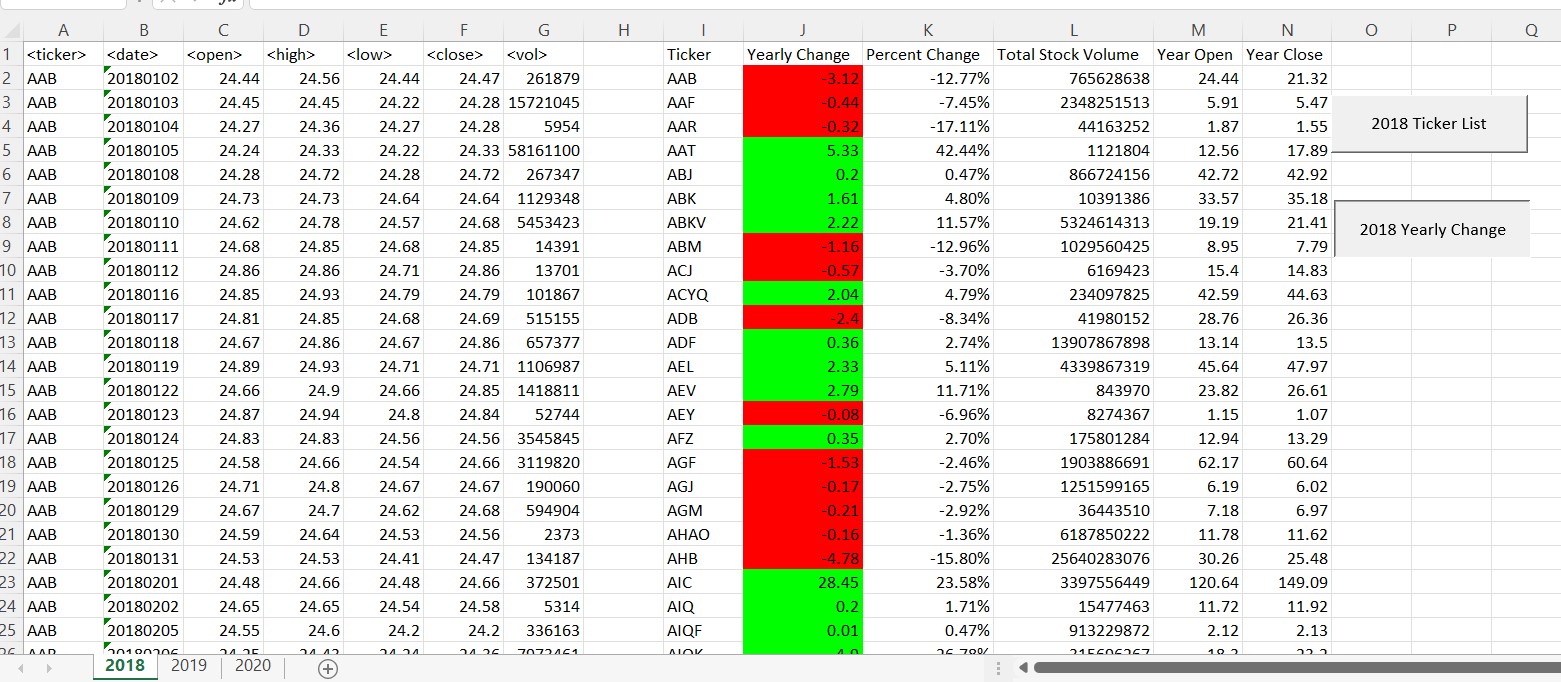 A B C D E F G H I J K L M N O P Q
1 <ticker> <date> <open> <high> <low> <close> <vol> Ticker Yearly Change Percent Change Total Stock Volume Year Open Year Close
2 AAB 20180102 24.44 24.56 24.44 24.47 261879 AAB -3.12 -12.77% 765628638 24.44 21.32
3 AAB 20180103 24.45 24.45 24.22 24.28 15721045 AAF -0.44 -7.45% 2348251513 5.91 5.47
4 AAB 20180104 24.27 24.36 24.27 24.28 5954 AAR -0.32 -17.11% 44163252 1.87 1.55
2018 Ticker List
5 AAB 20180105 24.24 24.33 24.22 24.33 58161100 AAT 5.33 42.44% 1121804 12.56 17.89
6 AAB 20180108 24.28 24.72 24.28 24.72 267347 ABJ 0.2 0.47% 866724156 42.72 42.92
7 AAB 20180109 24.73 24.73 24.64 24.64 1129348 ABK 1.61 4.80% 10391386 33.57 35.18
8 AAB 20180110 24.62 24.78 24.57 24.68 5453423 ABKV 2.22 11.57% 5324614313 19.19 21.41
2018 Yearly Change
9 AAB 20180111 24.68 24.85 24.68 24.85 14391 ABM -1.16 -12.96% 1029560425 8.95 7.79
10 AAB 20180112 24.86 24.86 24.71 24.86 13701 ACJ -0.57 -3.70% 6169423 15.4 14.83
11 AAB 20180116 24.85 24.93 24.79 24.79 101867 ACYQ 2.04 4.79% 234097825 42.59 44.63
12 AAB 20180117 24.81 24.85 24.68 24.69 515155 ADB -2.4 -8.34% 41980152 28.76 26.36
13 AAB 20180118 24.67 24.86 24.67 24.86 657377 ADF 0.36 2.74% 13907867898 13.14 13.5
14 AAB 20180119 24.89 24.93 24.71 24.71 1106987 AEL 2.33 5.11% 4339867319 45.64 47.97
15 AAB 20180122 24.66 24.9 24.66 24.85 1418811 AEV 2.79 11.71% 843970 23.82 26.61
16 AAB 20180123 24.87 24.94 24.8 24.84 52744 AEY -0.08 -6.96% 8274367 1.15 1.07
17 AAB 20180124 24.83 24.83 24.56 24.56 3545845 AFZ 0.35 2.70% 175801284 12.94 13.29
18 AAB 20180125 24.58 24.66 24.54 24.66 3119820 AGF -1.53 -2.46% 1903886691 62.17 60.64
19 AAB 20180126 24.71 24.8 24.67 24.67 190060 AGJ -0.17 -2.75% 1251599165 6.19 6.02
20 AAB 20180129 24.67 24.7 24.62 24.68 594904 AGM -0.21 -2.92% 36443510 7.18 6.97
21 AAB 20180130 24.59 24.64 24.53 24.56 2373 AHAO -0.16 -1.36% 6187850222 11.78 11.62
22 AAB 20180131 24.53 24.53 24.41 24.47 134187 AHB -4.78 -15.80% 25640283076 30.26 25.48
23 AAB 20180201 24.48 24.66 24.48 24.66 372501 AIC 28.45 23.58% 3397556449 120.64 149.09
24 AAB 20180202 24.65 24.65 24.54 24.58 5314 AIQ 0.2 1.71% 15477463 11.72 11.92
25 AAB 20180205 24.55 24.6 24.2 24.2 336163 AIQF 0.01 0.47% 913229872 2.12 2.13
2018 2019 2020